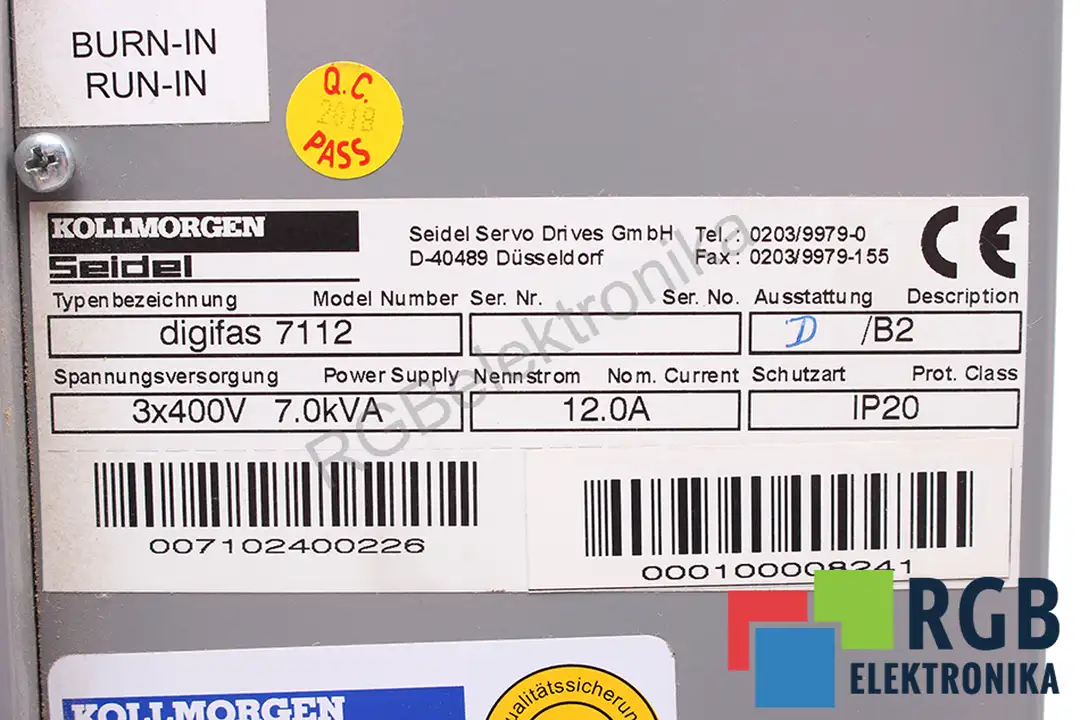 BURN-IN
RUN-IN
Q.C.
PASS
KOLLMORGEN
Seidel
Seidel Servo Drives GmbH Tel.: 0203/9979-0
D-40489 Düsseldorf Fax: 0203/9979-155
CE
Typenbezeichnung Model Number Ser. Nr. Ser. No. Ausstattung Description
digifas 7112 D /B2
Spannungsversorgung Power Supply Nennstrom Nom. Current Schutzart Prot. Class
3x400V 7.0kVA 12.0A IP20
RGBelektronika
007102400226
000100008241
RGB
ELEKTRONIKA
KOLLMORGEN